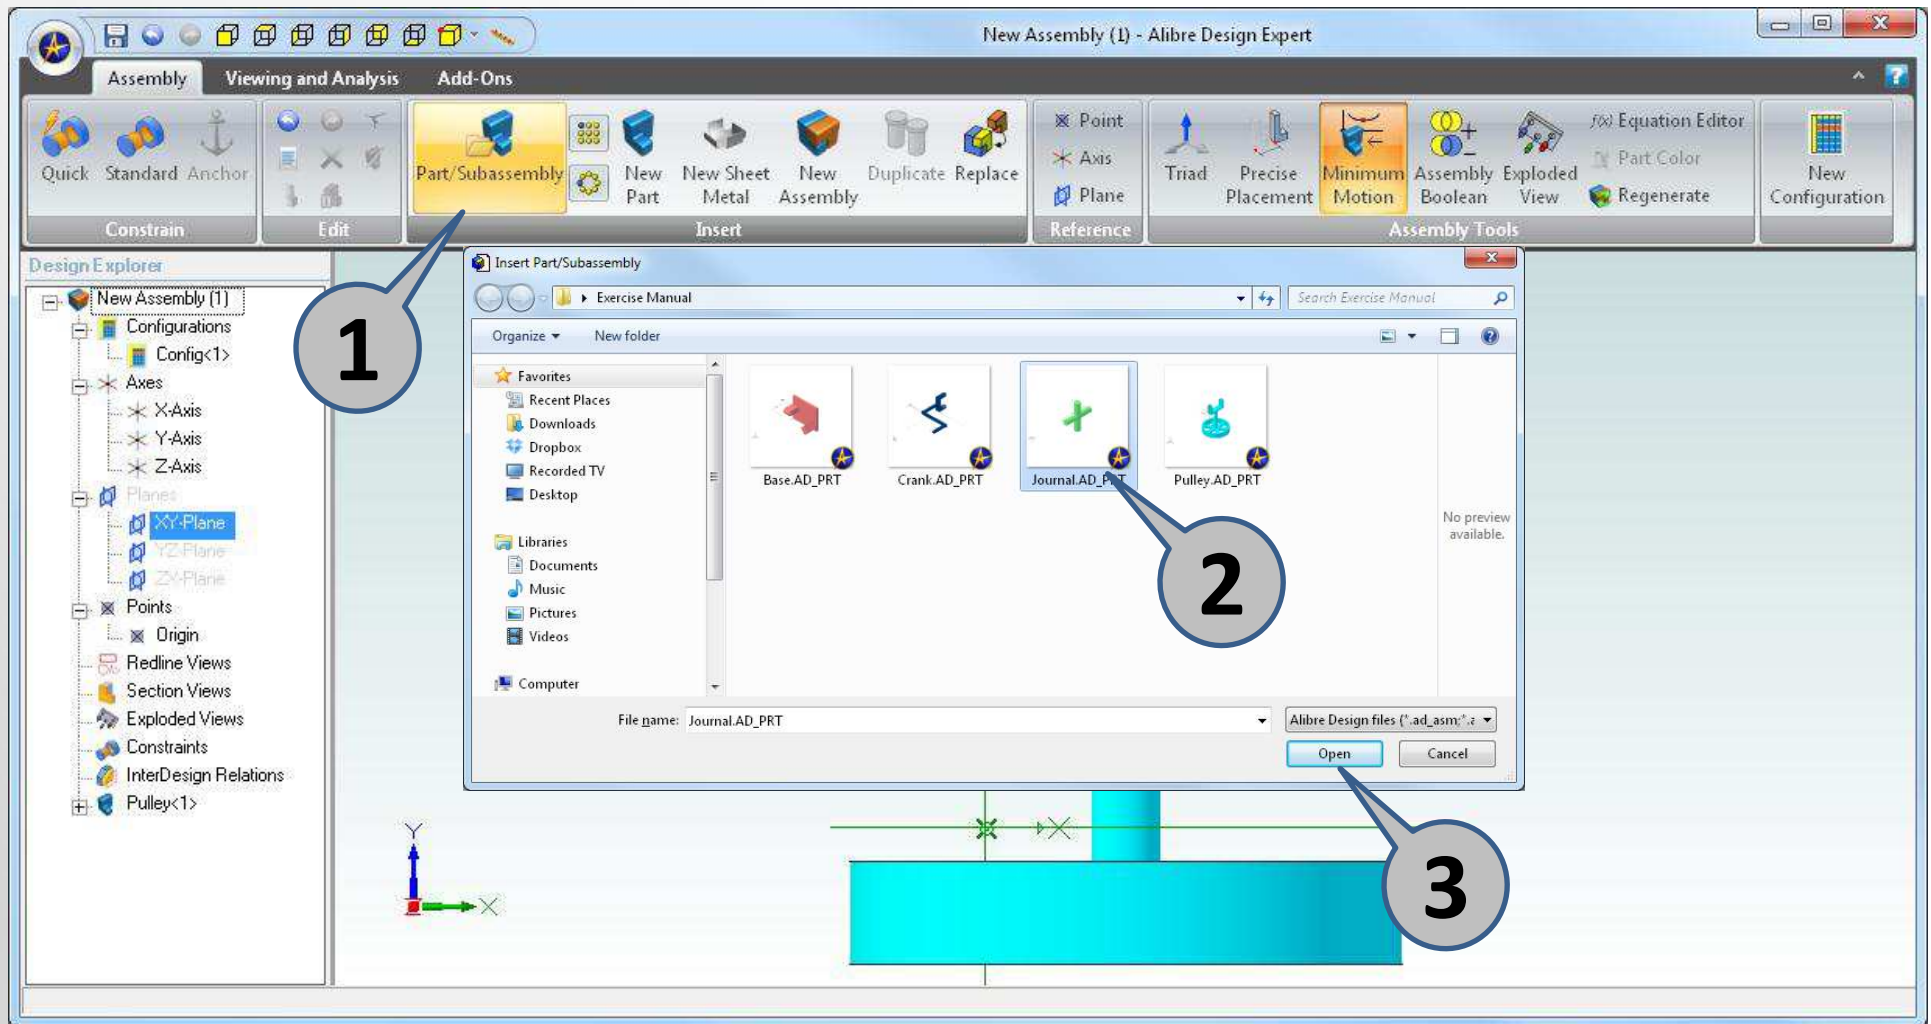 New Assembly (1) - Alibre Design Expert
Assembly Viewing and Analysis Add-Ons
Quick Standard Anchor
Constrain
Edit
Part/Subassembly
New Part
New Sheet Metal
New Assembly
Duplicate Replace
Insert
Point
Axis
Plane
Reference
Triad
Precise Placement
Minimum Motion
Assembly Boolean
Exploded View
f(x) Equation Editor
Part Color
Regenerate
Assembly Tools
New Configuration
Design Explorer
New Assembly (1)
Configurations
Config<1>
Axes
X-Axis
Y-Axis
Z-Axis
Planes
XY-Plane
YZ-Plane
ZX-Plane
Points
Origin
Redline Views
Section Views
Exploded Views
Constraints
InterDesign Relations
Pulley<1>
1
Insert Part/Subassembly
Exercise Manual
Search Exercise Manual
Organize New folder
Favorites
Recent Places
Downloads
Dropbox
Recorded TV
Desktop
Libraries
Documents
Music
Pictures
Videos
Computer
Base.AD_PRT Crank.AD_PRT Journal.AD_PRT Pulley.AD_PRT
No preview
available.
2
File name: Journal.AD_PRT
Alibre Design files (*.ad_asm;*.a
Open Cancel
3
Y
X
X